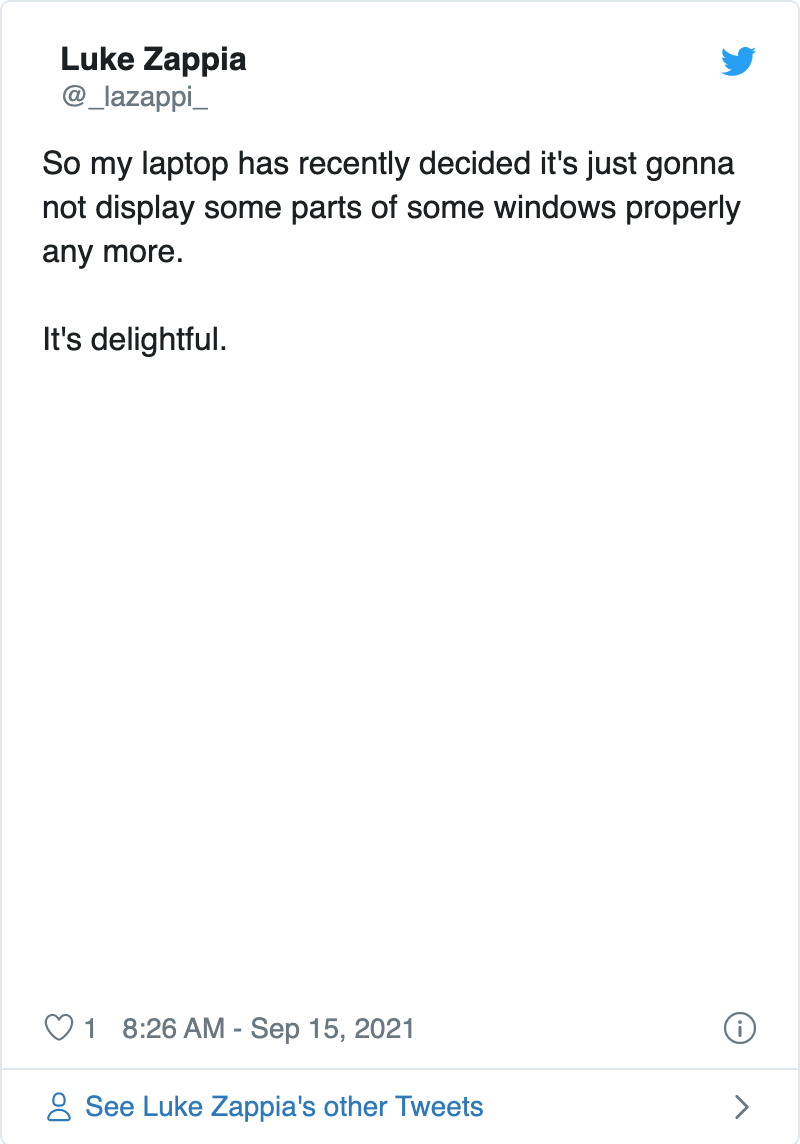 Luke Zappia
@_lazappi_
So my laptop has recently decided it's just gonna
not display some parts of some windows properly
any more.
It's delightful.
1 8:26 AM - Sep 15, 2021
See Luke Zappia's other Tweets